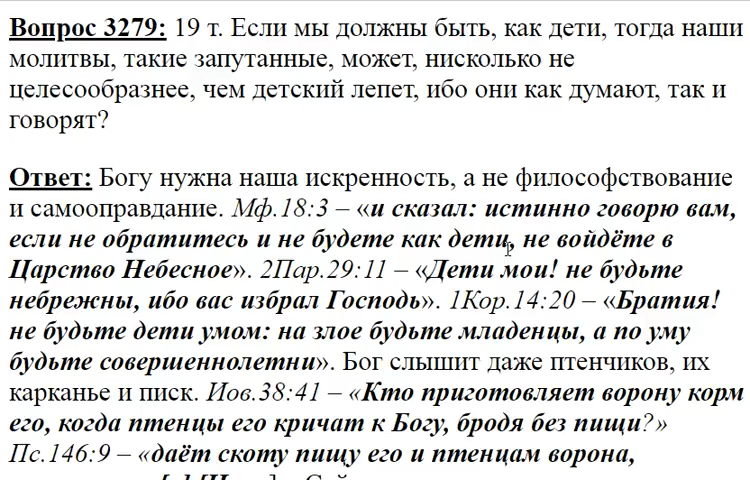 Вопрос 3279: 19 т. Если мы должны быть, как дети, тогда наши
молитвы, такие запутанные, может, нисколько не
целесообразнее, чем детский лепет, ибо они как думают, так и
говорят?
Ответ: Богу нужна наша искренность, а не философствование
и самооправдание. Мф.18:3 – «и сказал: истинно говорю вам,
если не обратитесь и не будете как дети, не войдёте в
Царство Небесное». 2Пар.29:11 – «Дети мои! не будьте
небрежны, ибо вас избрал Господь». 1Кор.14:20 – «Братия!
не будьте дети умом: на злое будьте младенцы, а по уму
будьте совершеннолетни». Бог слышит даже птенчиков, их
карканье и писк. Иов.38:41 – «Кто приготовляет ворону корм
его, когда птенцы его кричат к Богу, бродя без пищи?»
Пс.146:9 – «даёт скоту пищу его и птенцам ворона,